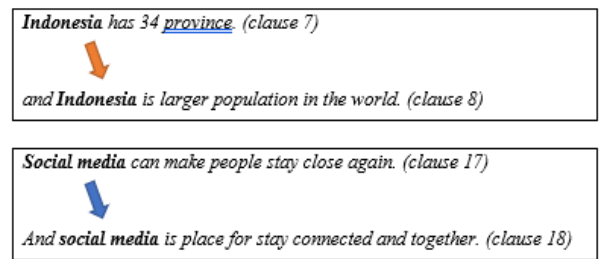 Indonesia has 34 province. (clause 7)
and Indonesia is larger population in the world. (clause 8)
Social media can make people stay close again. (clause 17)
And social media is place for stay connected and together. (clause 18)